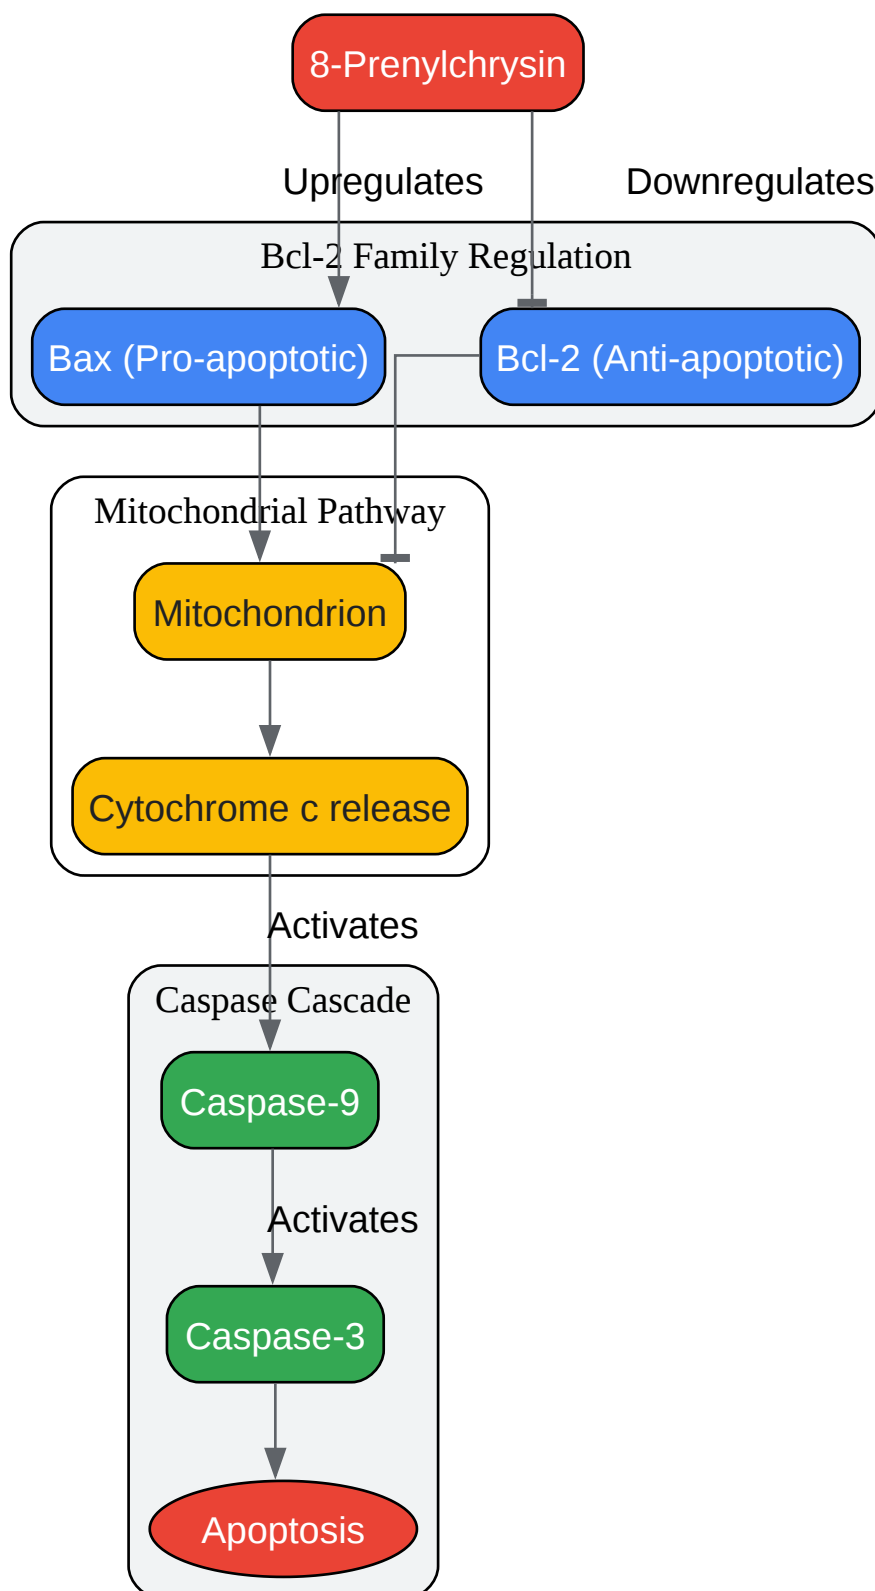 8-Prenylchrysin
Upregulates
Downregulates
Bcl-2 Family Regulation
Bax (Pro-apoptotic)
Bcl-2 (Anti-apoptotic)
Mitochondrial Pathway
Mitochondrion
Cytochrome c release
Activates
Caspase Cascade
Caspase-9
Activates
Caspase-3
Apoptosis